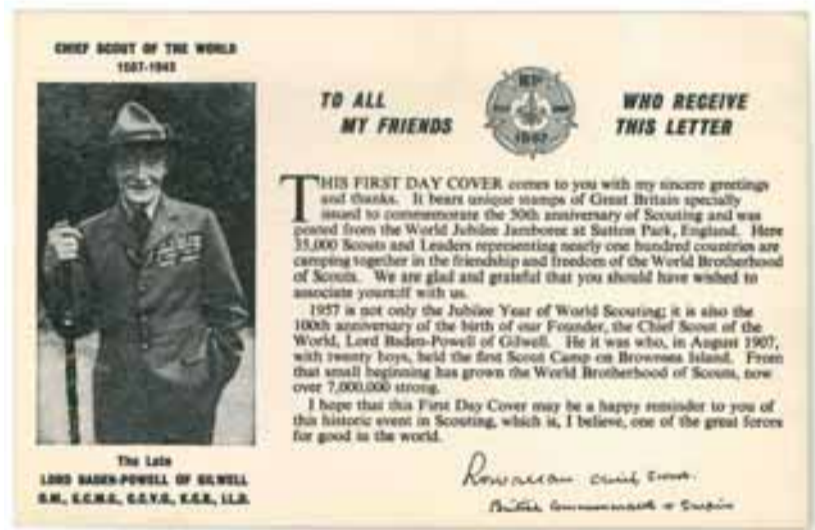 CHIEF SCOUT OF THE WORLD
TO ALL
MY FRIENDS
1957
WHO RECEIVE
THIS LETTER
THIS FIRST DAY COVER comes to you with my sincere greetings
and thanks. It bears unique stamps of Great Britain specially
issued to commemorate the 50th anniversary of Scouting and was
posted from the World Jubilee Jamboree at Sutton Park, England. Here
35,000 Scouts and Leaders representing nearly one hundred countries are
camping together in the friendship and freedom of the World Brotherhood
of Scouts. We are glad and grateful that you should have wished to
associate yourself with us.
1957 is not only the Jubilee Year of World Scouting; it is also the
100th anniversary of the birth of our Founder, the Chief Scout of the
World, Lord Baden-Powell of Gilwell. He it was who, in August 1907,
with twenty boys, held the first Scout Camp on Brownsea Island. From
that small beginning has grown the World Brotherhood of Scouts, now
over 7,000,000 strong.
I hope that this First Day Cover may be a happy reminder to you of
this historic event in Scouting, which is, I believe, one of the great forces
for good in the world.
Rowallan Chief Scout.
British Commonwealth & Empire
The Late
LORD BADEN-POWELL OF GILWELL
O.M., G.C.M.G., G.C.V.O., K.C.B., LL.D.